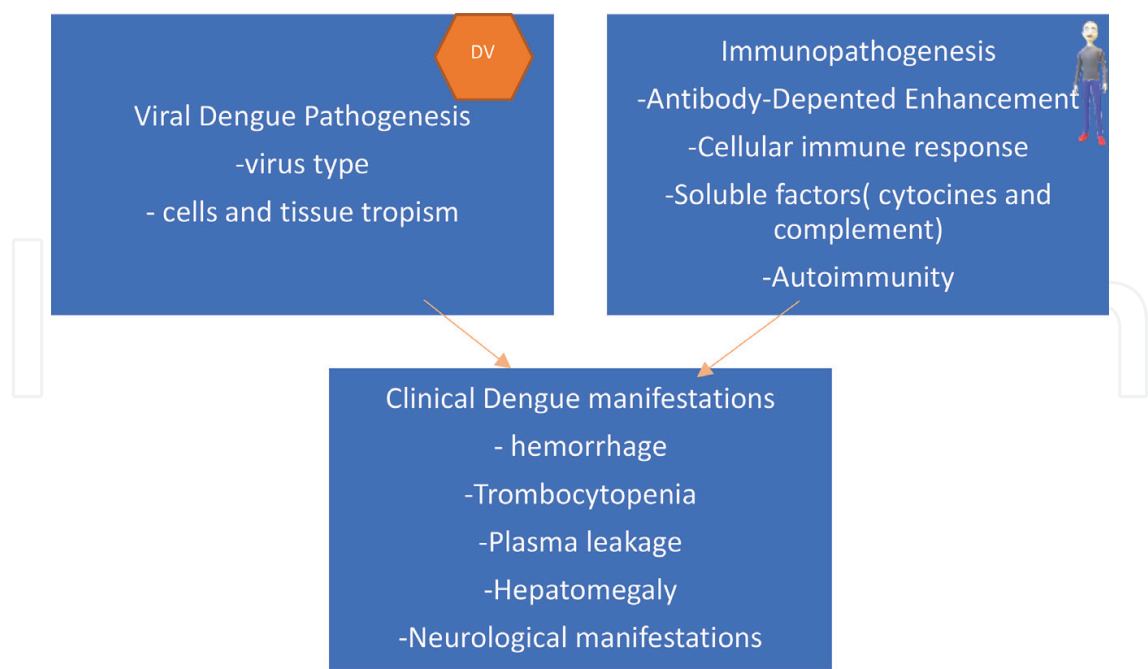 DV
Viral Dengue Pathogenesis
-virus type
- cells and tissue tropism
Immunopathogenesis
-Antibody-Depented Enhancement
-Cellular immune response
-Soluble factors( cytocines and
complement)
-Autoimmunity
Clinical Dengue manifestations
- hemorrhage
-Trombocytopenia
-Plasma leakage
-Hepatomegaly
-Neurological manifestations